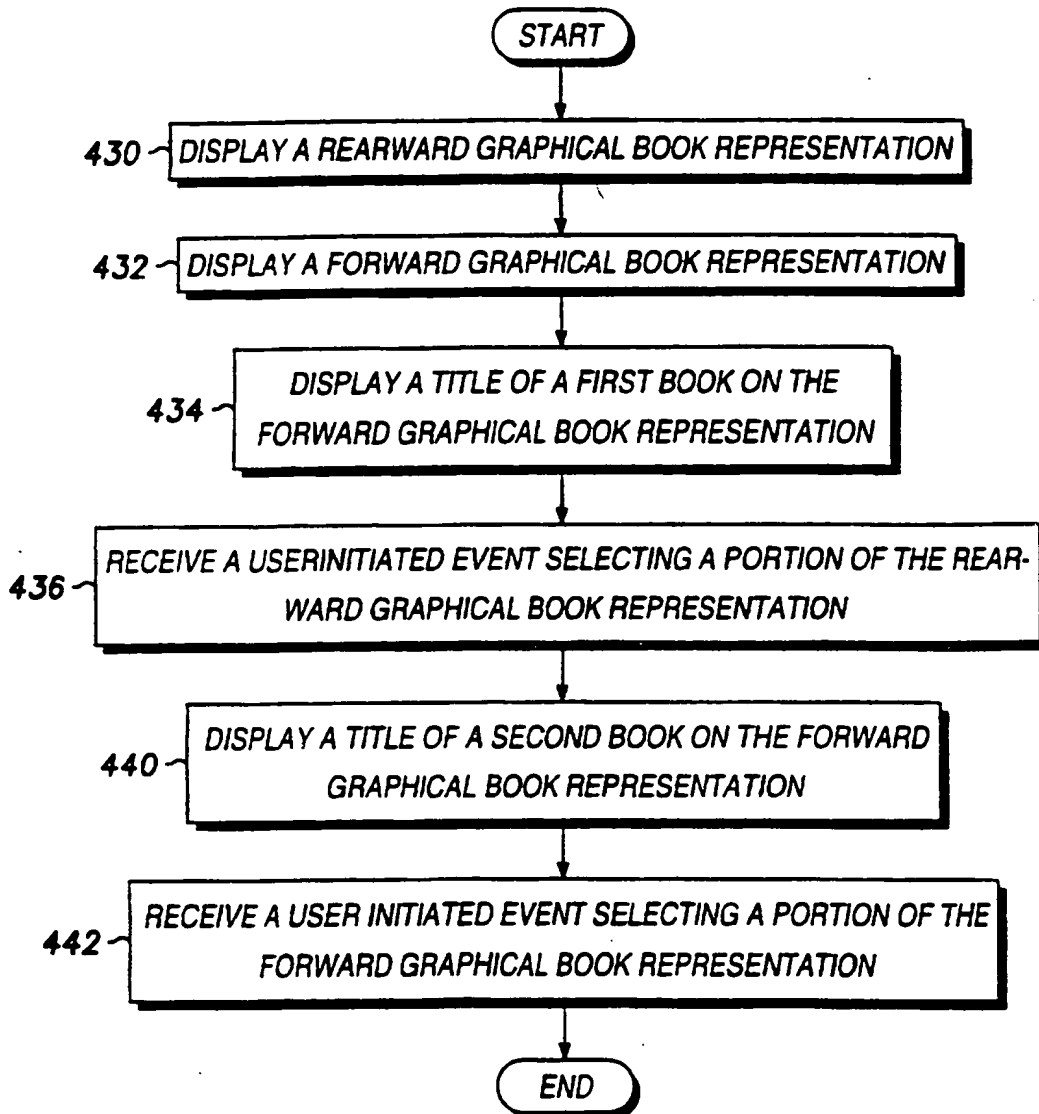 START
430 DISPLAY A REARWARD GRAPHICAL BOOK REPRESENTATION
432 DISPLAY A FORWARD GRAPHICAL BOOK REPRESENTATION
DISPLAY A TITLE OF A FIRST BOOK ON THE
434 FORWARD GRAPHICAL BOOK REPRESENTATION
RECEIVE A USERINITIATED EVENT SELECTING A PORTION OF THE REAR-
436 WARD GRAPHICAL BOOK REPRESENTATION
DISPLAY A TITLE OF A SECOND BOOK ON THE FORWARD
440 GRAPHICAL BOOK REPRESENTATION
RECEIVE A USER INITIATED EVENT SELECTING A PORTION OF THE
442 FORWARD GRAPHICAL BOOK REPRESENTATION
END